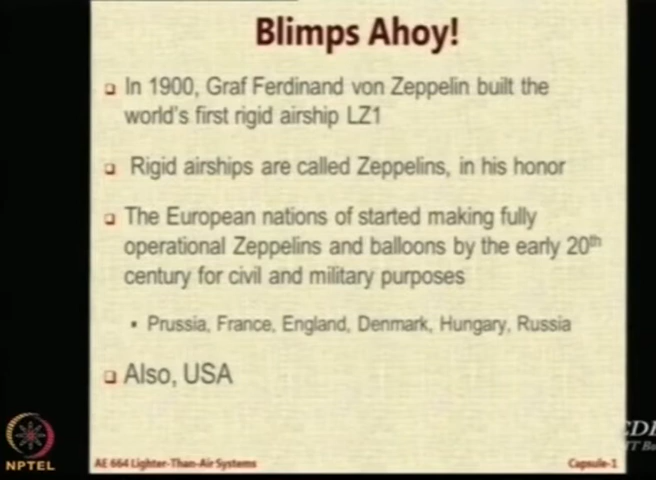 Blimps Ahoy!
In 1900, Graf Ferdinand von Zeppelin built the
world's first rigid airship LZ1
Rigid airships are called Zeppelins, in his honor
The European nations of started making fully
operational Zeppelins and balloons by the early 20th
century for civil and military purposes
Prussia, France, England, Denmark, Hungary, Russia
Also, USA
NPTEL
AE 664 Lighter-Than-Air Systems
Capsule-1